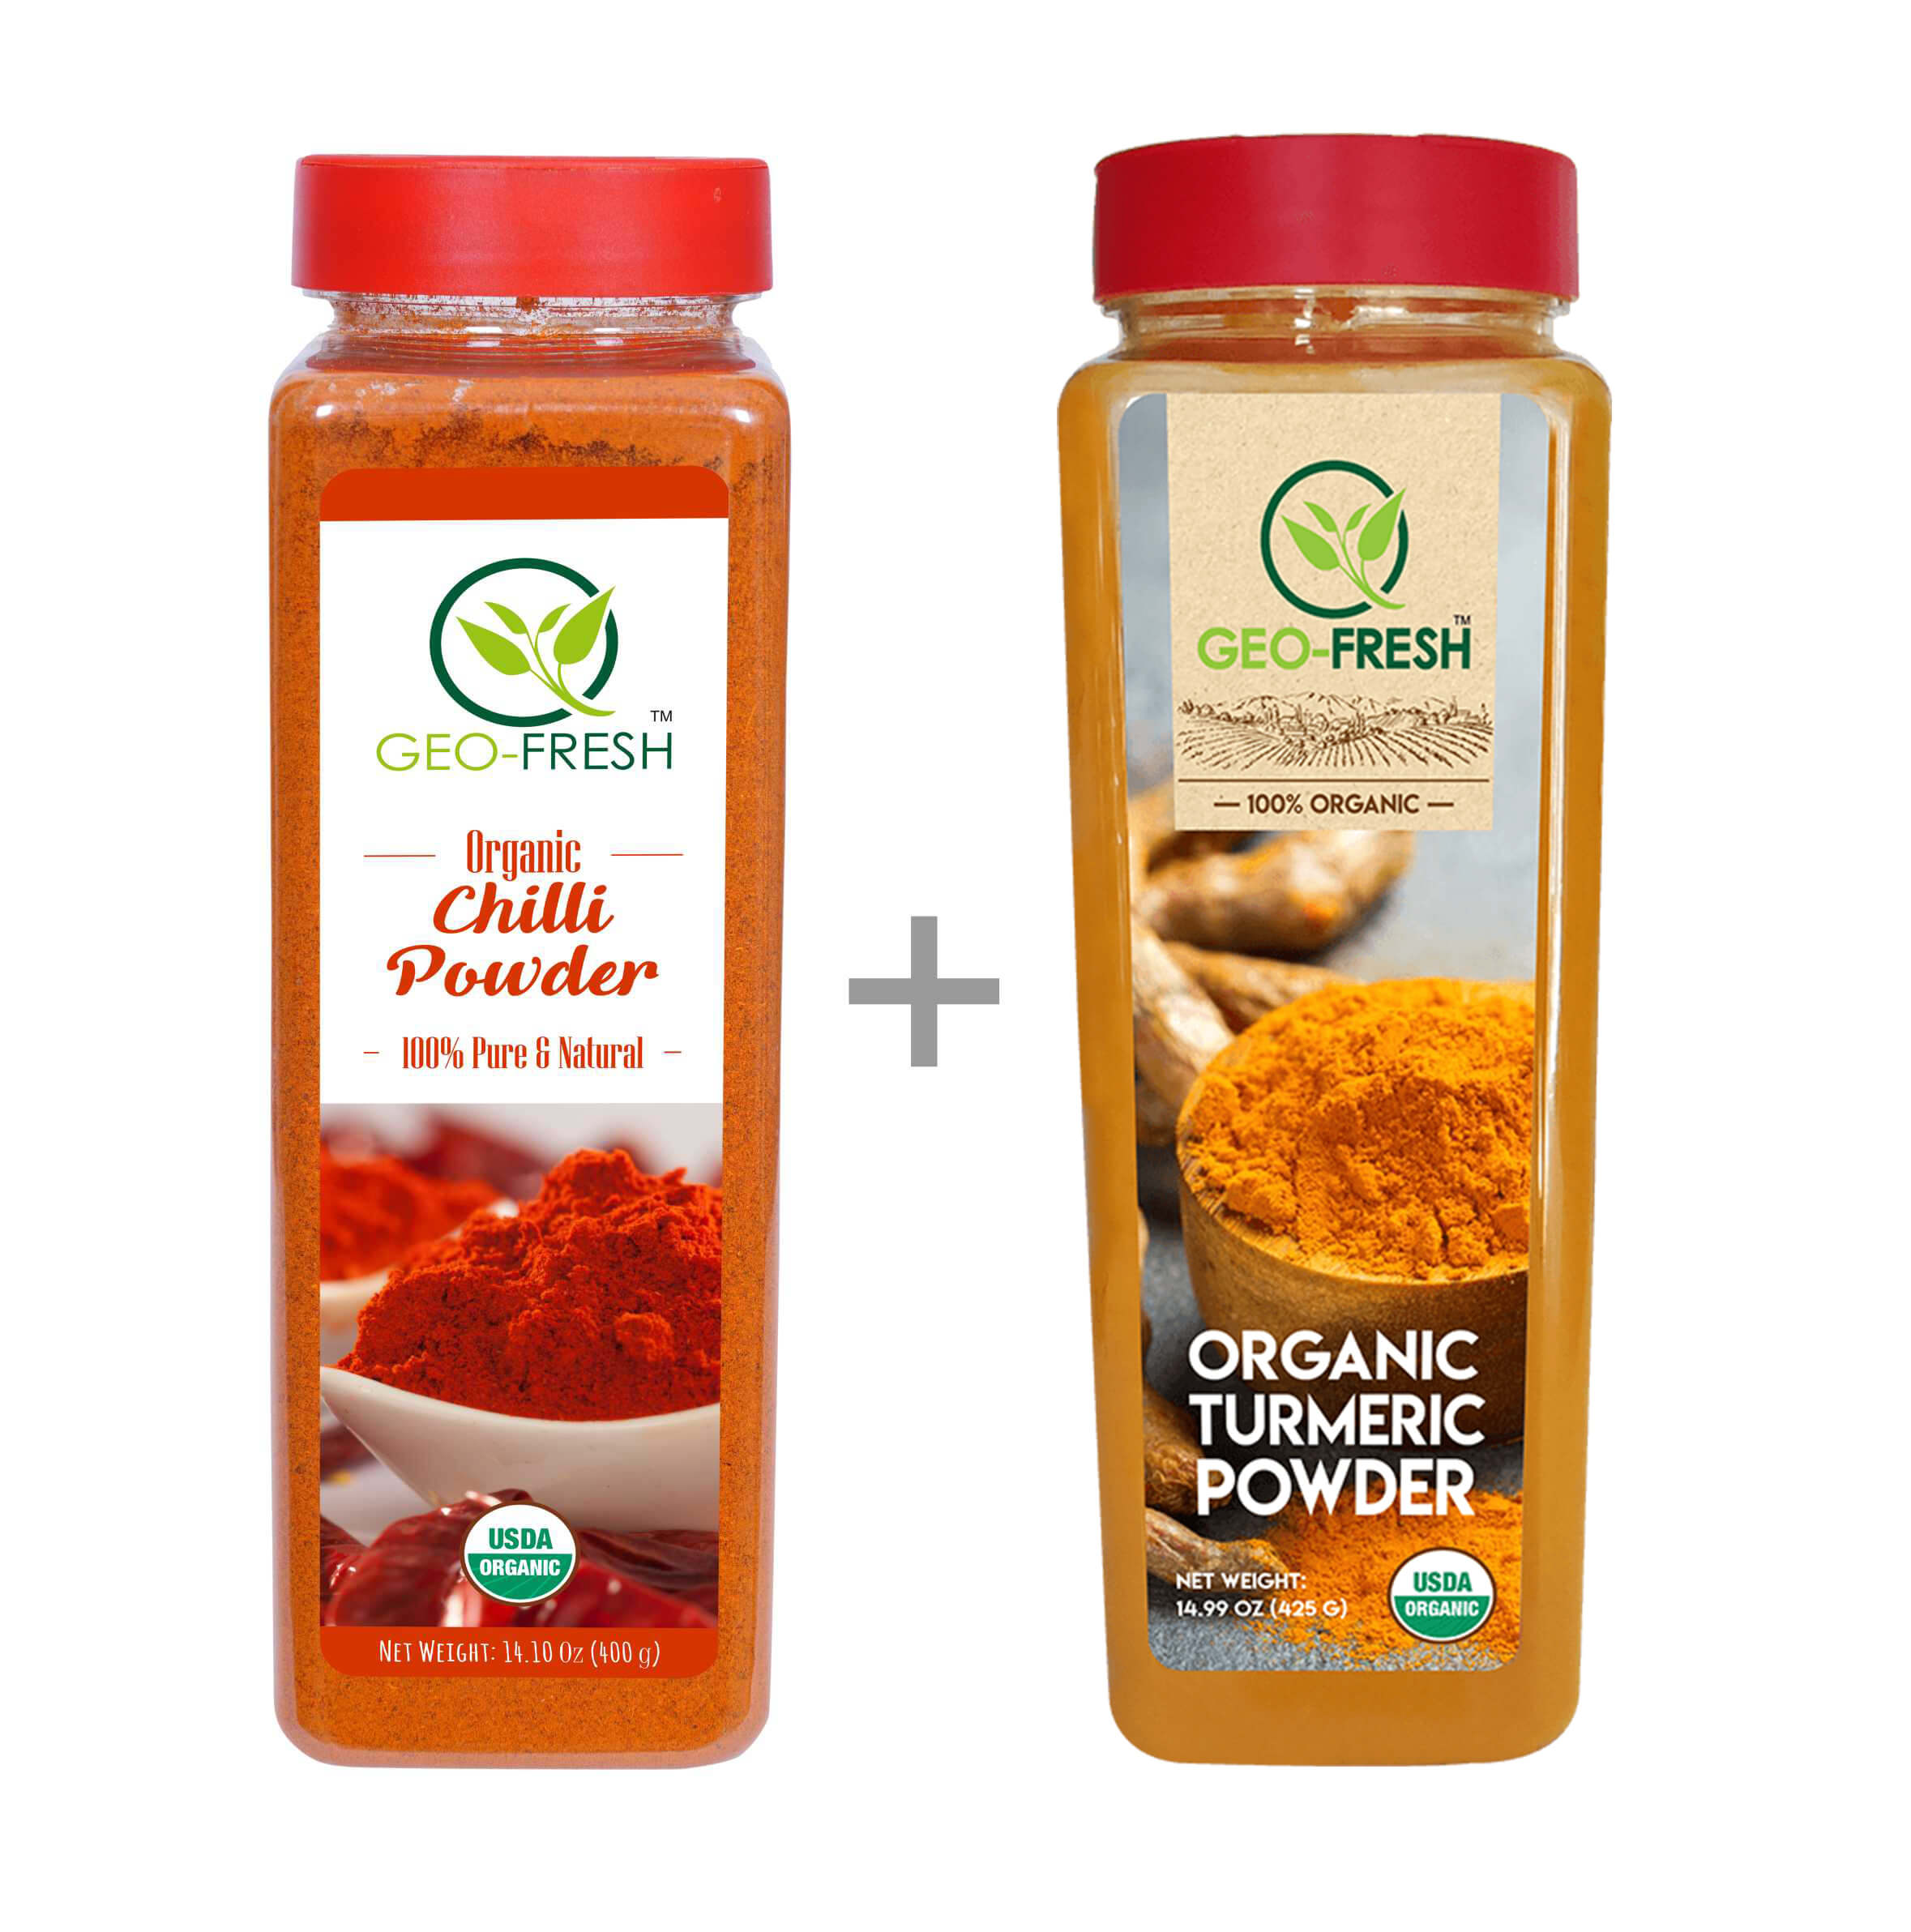 TM
GEO-FRESH
Organic
Chilli
Powder
- 100% Pure & Natural -
USDA
ORGANIC
NET WEIGHT: 14.10 Oz (400 g)
+
TM
GEO-FRESH
— 100% ORGANIC —
ORGANIC
TURMERIC
POWDER
NET WEIGHT:
14.99 OZ (425 G)
USDA
ORGANIC